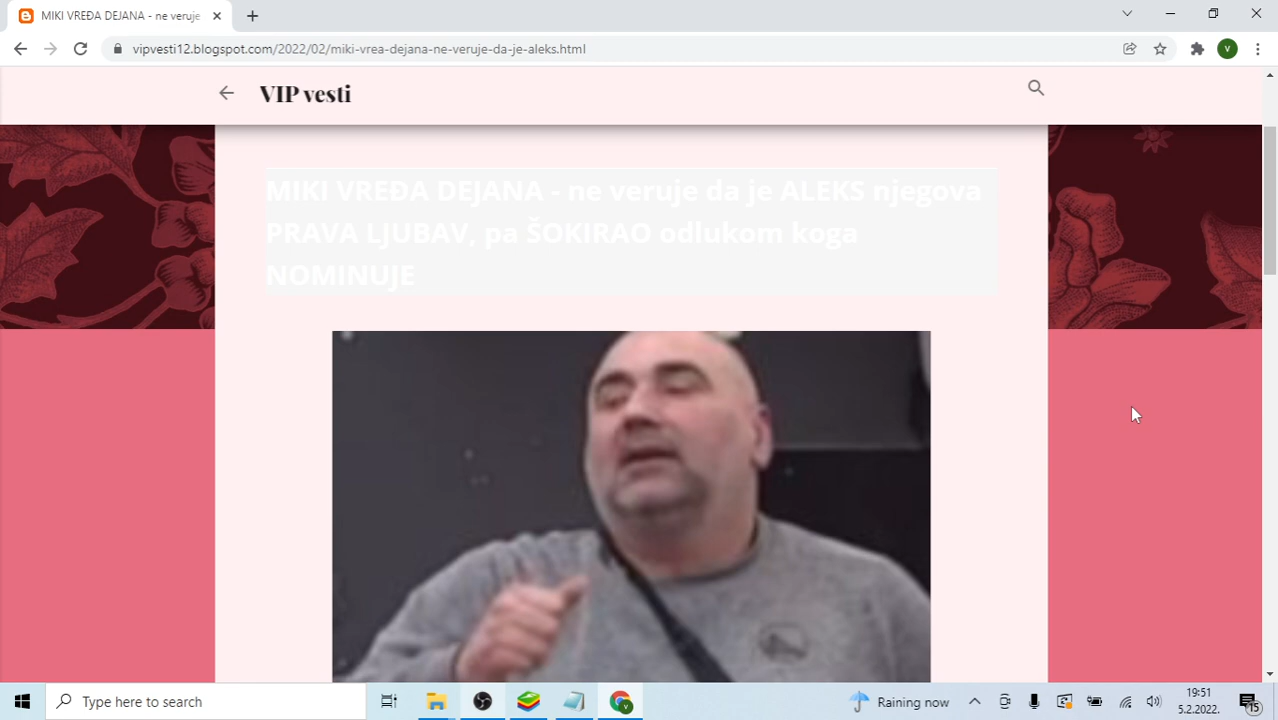 MIKI VREĐA DEJANA - ne veruje
vipvesti12.blogspot.com/2022/02/miki-vrea-dejana-ne-veruje-da-je-aleks.html
V
VIP vesti
MIKI VREĐA DEJANA - ne veruje da je ALEKS njegova
PRAVA LJUBAV, pa ŠOKIRAO odlukom koga
NOMINUJE
Type here to search
Raining now
19:51
5.2.2022.
15